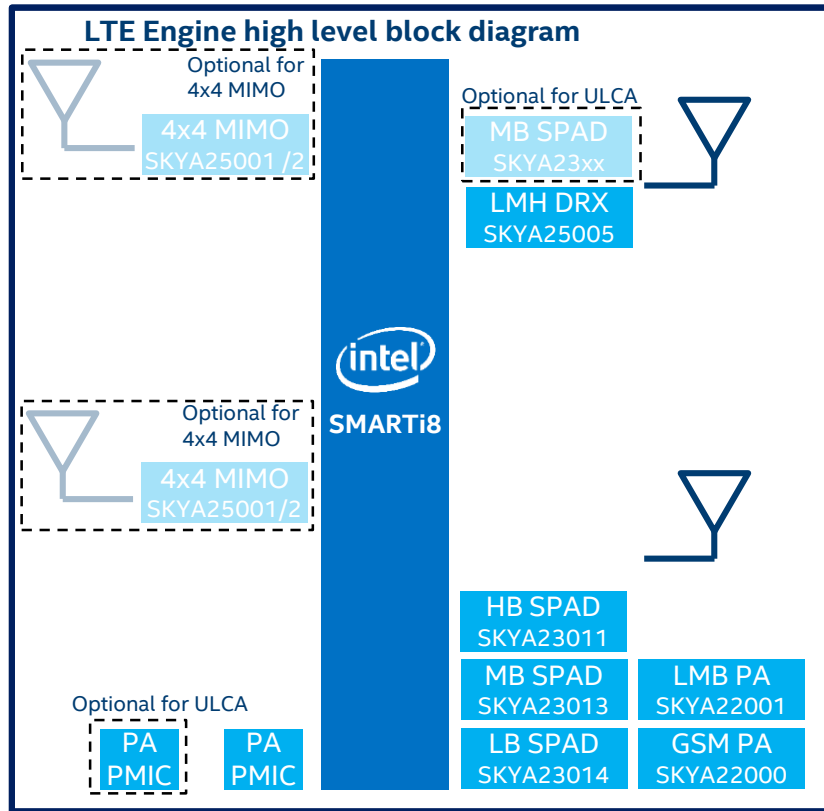 LTE Engine high level block diagram
Optional for
4x4 MIMO
4x4 MIMO
SKYA25001 /2
Optional for ULCA
MB SPAD
SKYA23xx
LMH DRX
SKYA25005
intel
SMARTi8
Optional for
4x4 MIMO
4x4 MIMO
SKYA25001/2
HB SPAD
SKYA23011
MB SPAD
SKYA23013
LMB PA
SKYA22001
Optional for ULCA
PA
PMIC
PA
PMIC
LB SPAD
SKYA23014
GSM PA
SKYA22000